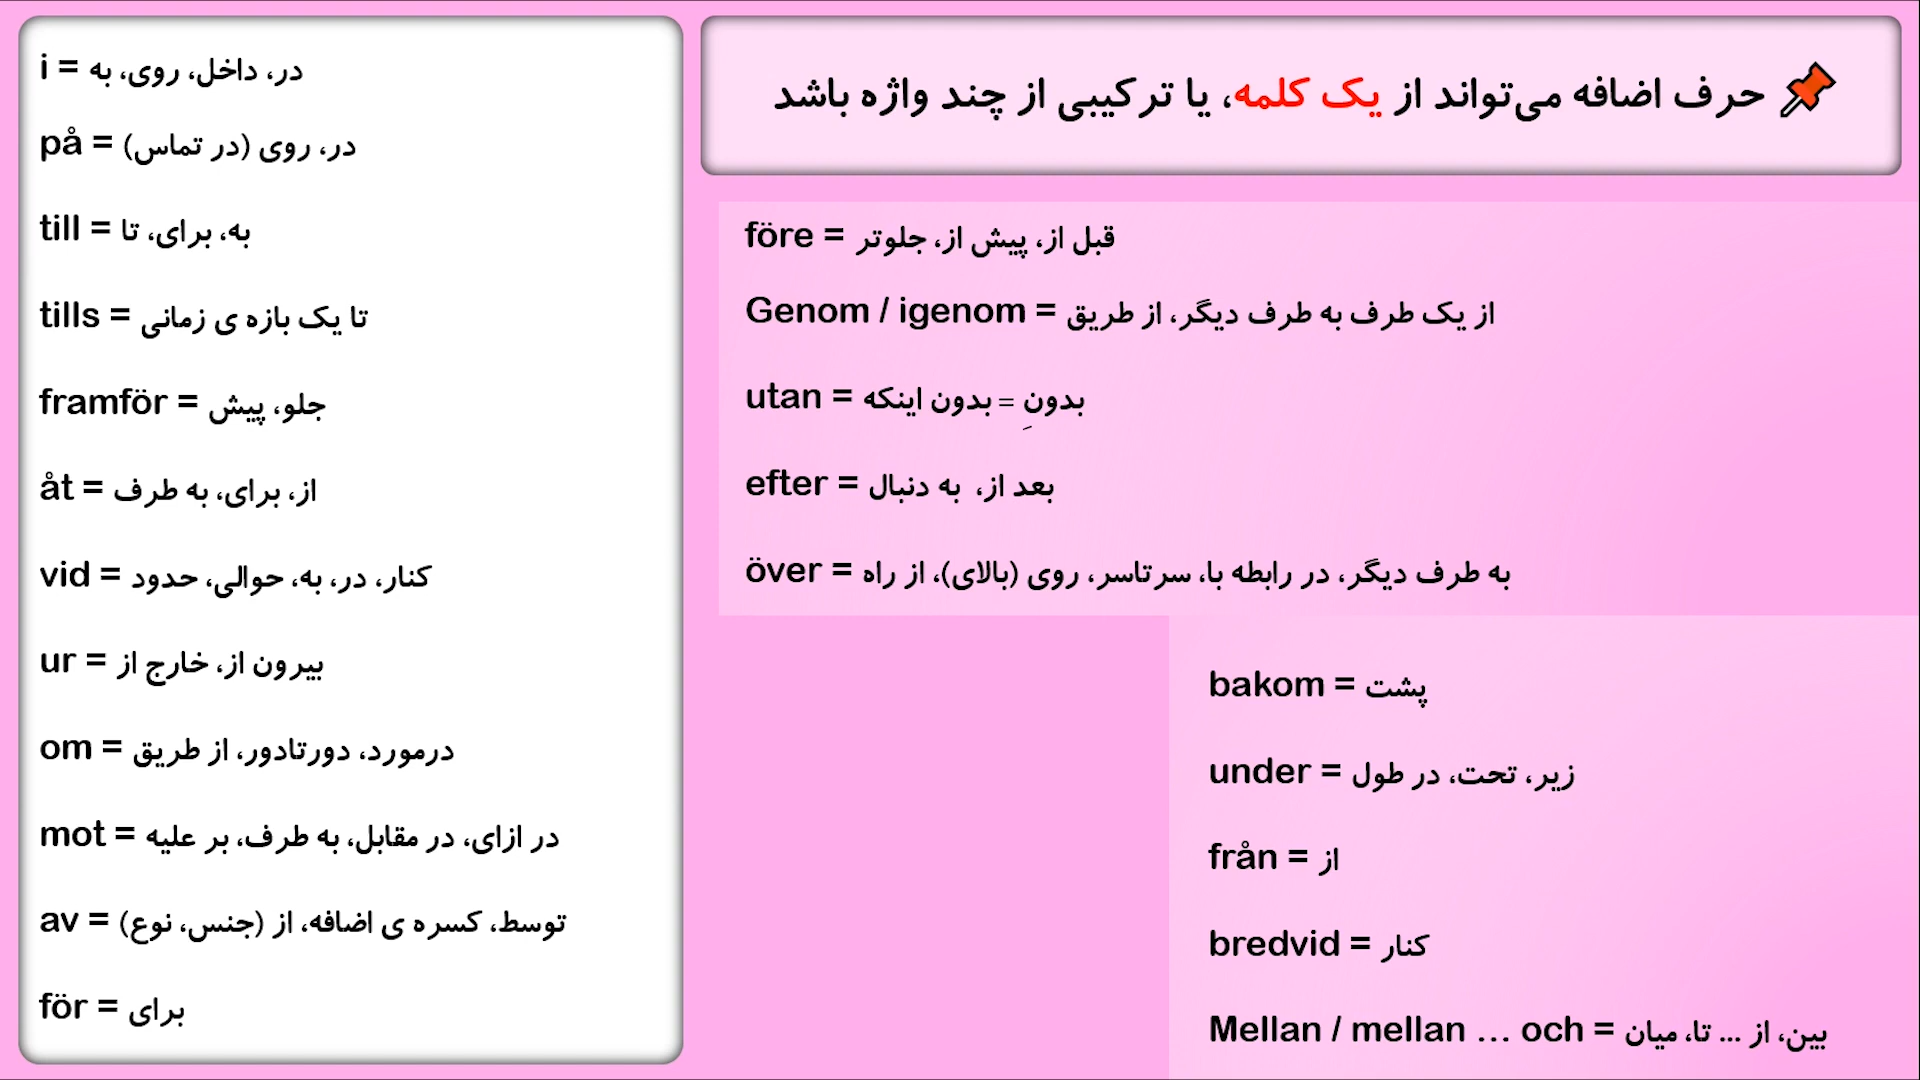 حرف اضافه می‌تواند از یک کلمه، یا ترکیبی از چند واژه باشد
i = در، داخل، روی، به
på = در، روی (در تماس)
till = به، برای، تا
tills = تا یک بازه ی زمانی
framför = جلو، پیش
åt = از، برای، به طرف
vid = کنار، در، به، حوالی، حدود
ur = بیرون از، خارج از
om = درمورد، دورتادور، از طریق
mot = در ازای، در مقابل، به طرف، بر علیه
av = توسط، کسره ی اضافه، از (جنس، نوع)
för = برای
före = قبل از، پیش از، جلوتر
Genom / igenom = از یک طرف به طرف دیگر، از طریق
utan = بدونِ = بدون اینکه
efter = بعد از، به دنبال
över = به طرف دیگر، در رابطه با، سرتاسر، روی (بالای)، از راه
bakom = پشت
under = زیر، تحت، در طول
från = از
bredvid = کنار
Mellan / mellan … och = بین، از ... تا، میان